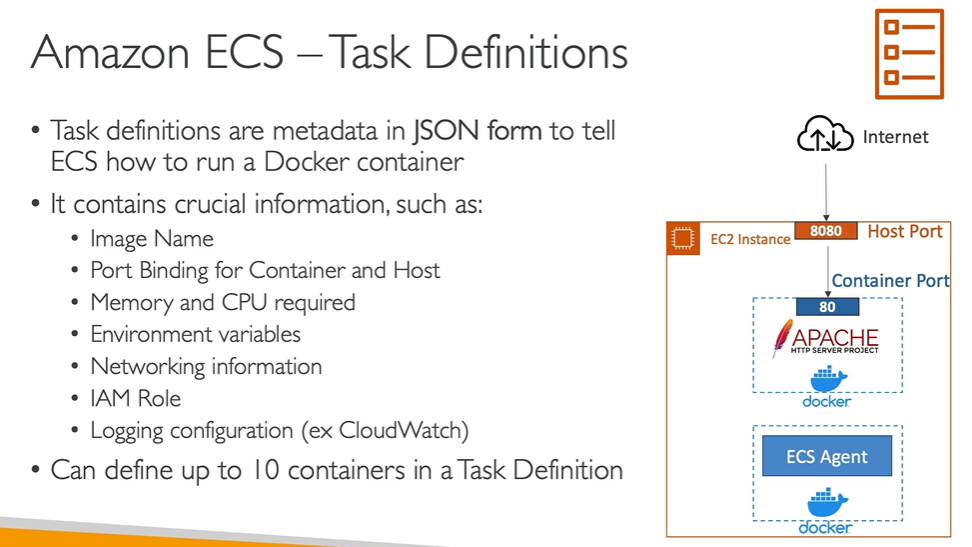 Amazon ECS – Task Definitions
• Task definitions are metadata in JSON form to tell
ECS how to run a Docker container
• It contains crucial information, such as:
• Image Name
• Port Binding for Container and Host
• Memory and CPU required
• Environment variables
• Networking information
• IAM Role
• Logging configuration (ex CloudWatch)
• Can define up to 10 containers in a Task Definition
Internet
EC2 Instance
8080
Host Port
Container Port
80
APACHE
HTTP SERVER PROJECT
docker
ECS Agent
docker